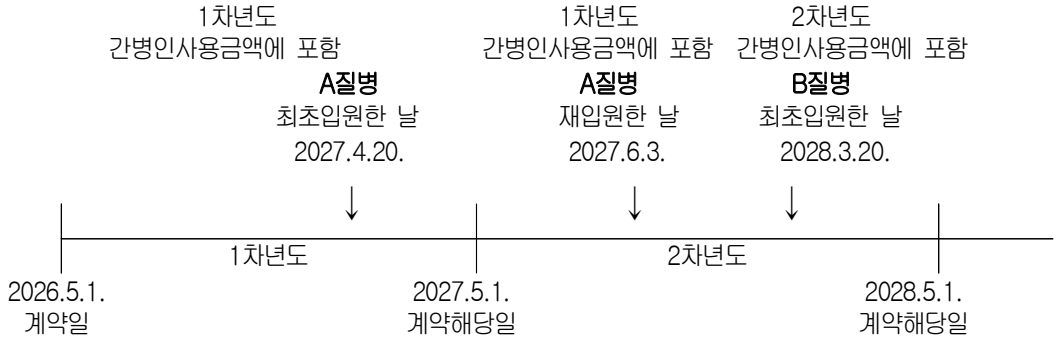 1차년도
간병인사용금액에 포함
A질병
최초입원한 날
2027.4.20.
1차년도
간병인사용금액에 포함
A질병
재입원한 날
2027.6.3.
2차년도
간병인사용금액에 포함
B질병
최초입원한 날
2028.3.20.
1차년도
2차년도
2026.5.1.
계약일
2027.5.1.
계약해당일
2028.5.1.
계약해당일